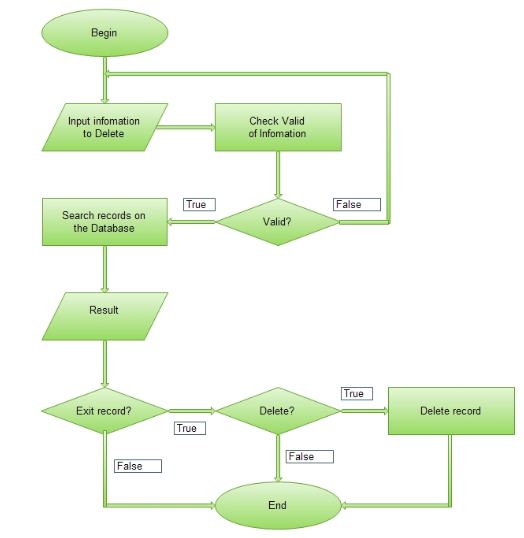 Begin
Input infomation
to Delete
Check Valid
of Infomation
True
False
Search records on
the Database
Valid?
Result
Exit record?
True
Delete?
True
Delete record
False
False
End